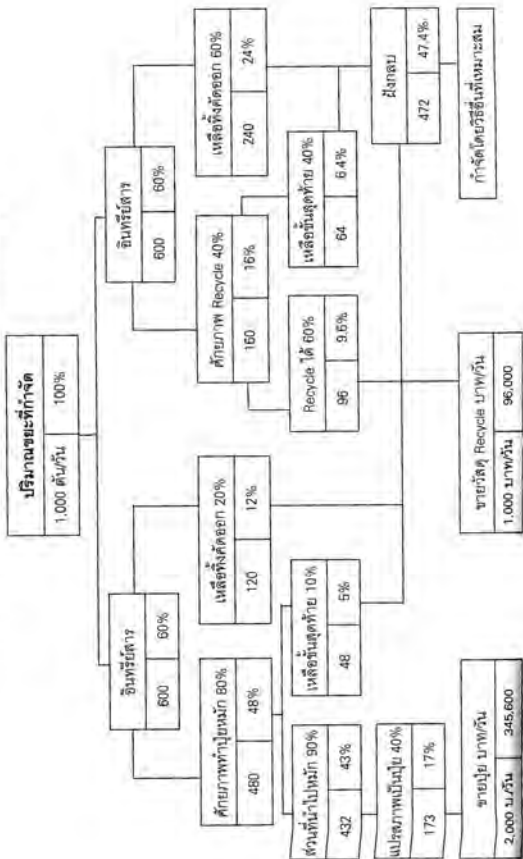 ปริมาณขยะที่กำจัด
1,000 ตัน/วัน 100%
อินทรีย์สาร
600 60%
อินทรีย์สาร
600 60%
ศักยภาพทำปุ๋ยหมัก 80%
480 48%
เหลือทิ้งคัดออก 20%
120 12%
ศักยภาพ Recycle 40%
160 16%
เหลือทิ้งคัดออก 60%
240 24%
ส่วนที่นำไปหมัก 90%
432 43%
เหลือขั้นสุดท้าย 10%
48 5%
Recycle ได้ 60%
96 9.6%
เหลือขั้นสุดท้าย 40%
64 6.4%
แปรสภาพเป็นปุ๋ย 40%
173 17%
ฝังกลบ
472 47.4%
ขายปุ๋ย บาท/วัน
2,000 บ./วัน 345,600
ขายวัสดุ Recycle บาท/วัน
1,000 บาท/วัน 96,000
กำจัดโดยวิธีอื่นที่เหมาะสม